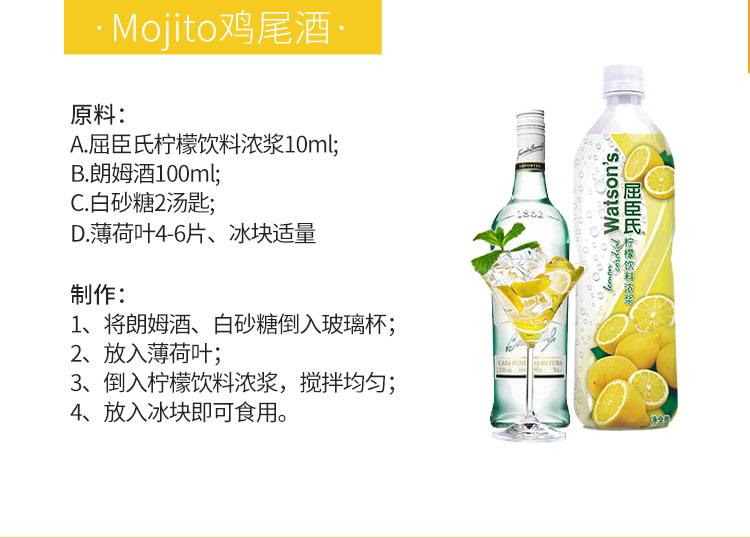 ·Mojito鸡尾酒·
原料：
A.屈臣氏柠檬饮料浓浆10ml;
B.朗姆酒100ml;
C.白砂糖2汤匙;
D.薄荷叶4-6片、冰块适量
制作：
1、将朗姆酒、白砂糖倒入玻璃杯；
2、放入薄荷叶；
3、倒入柠檬饮料浓浆，搅拌均匀；
4、放入冰块即可食用。
IMPORTED
1862
CASA FUNDADA EN CUBA
Watson's
屈臣氏
lemon cordial
柠檬饮料浓浆
净含量